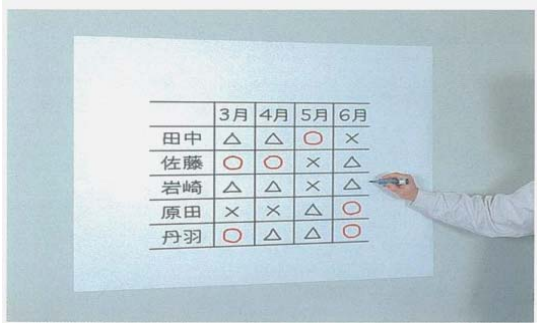 3月 4月 5月 6月
田中 △ △ ○ ×
佐藤 ○ ○ × △
岩崎 △ △ × △
原田 × × △ ○
丹羽 ○ △ △ ○